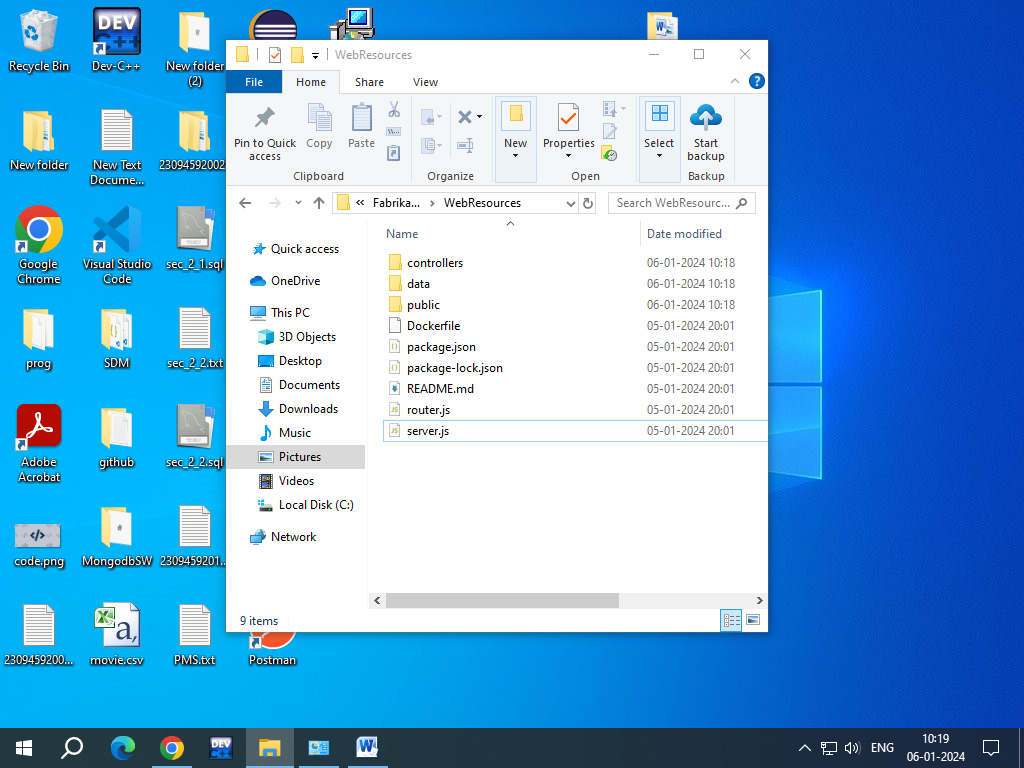 Recycle Bin
Dev-C++
New folder
(2)
New folder
New Text
Docume...
2309459002
Google
Chrome
Visual Studio
Code
sec_2_1.sql
prog
SDM
sec_2_2.txt
Adobe
Acrobat
github
sec_2_2.sql
code.png
MongodbSW
2309459201...
2309459200...
movie.csv
PMS.txt
Postman
DEV
C++
WebResources
File
Home
Share
View
Pin to Quick
access
Copy
Paste
Clipboard
Organize
New
Properties
Open
Select
Start
backup
Backup
« Fabrika... › WebResources
Search WebResourc...
Quick access
OneDrive
This PC
3D Objects
Desktop
Documents
Downloads
Music
Pictures
Videos
Local Disk (C:)
Network
Name
Date modified
controllers 06-01-2024 10:18
data 06-01-2024 10:18
public 06-01-2024 10:18
Dockerfile 05-01-2024 20:01
package.json 05-01-2024 20:01
package-lock.json 05-01-2024 20:01
README.md 05-01-2024 20:01
router.js 05-01-2024 20:01
server.js 05-01-2024 20:01
9 items
ENG
10:19
06-01-2024